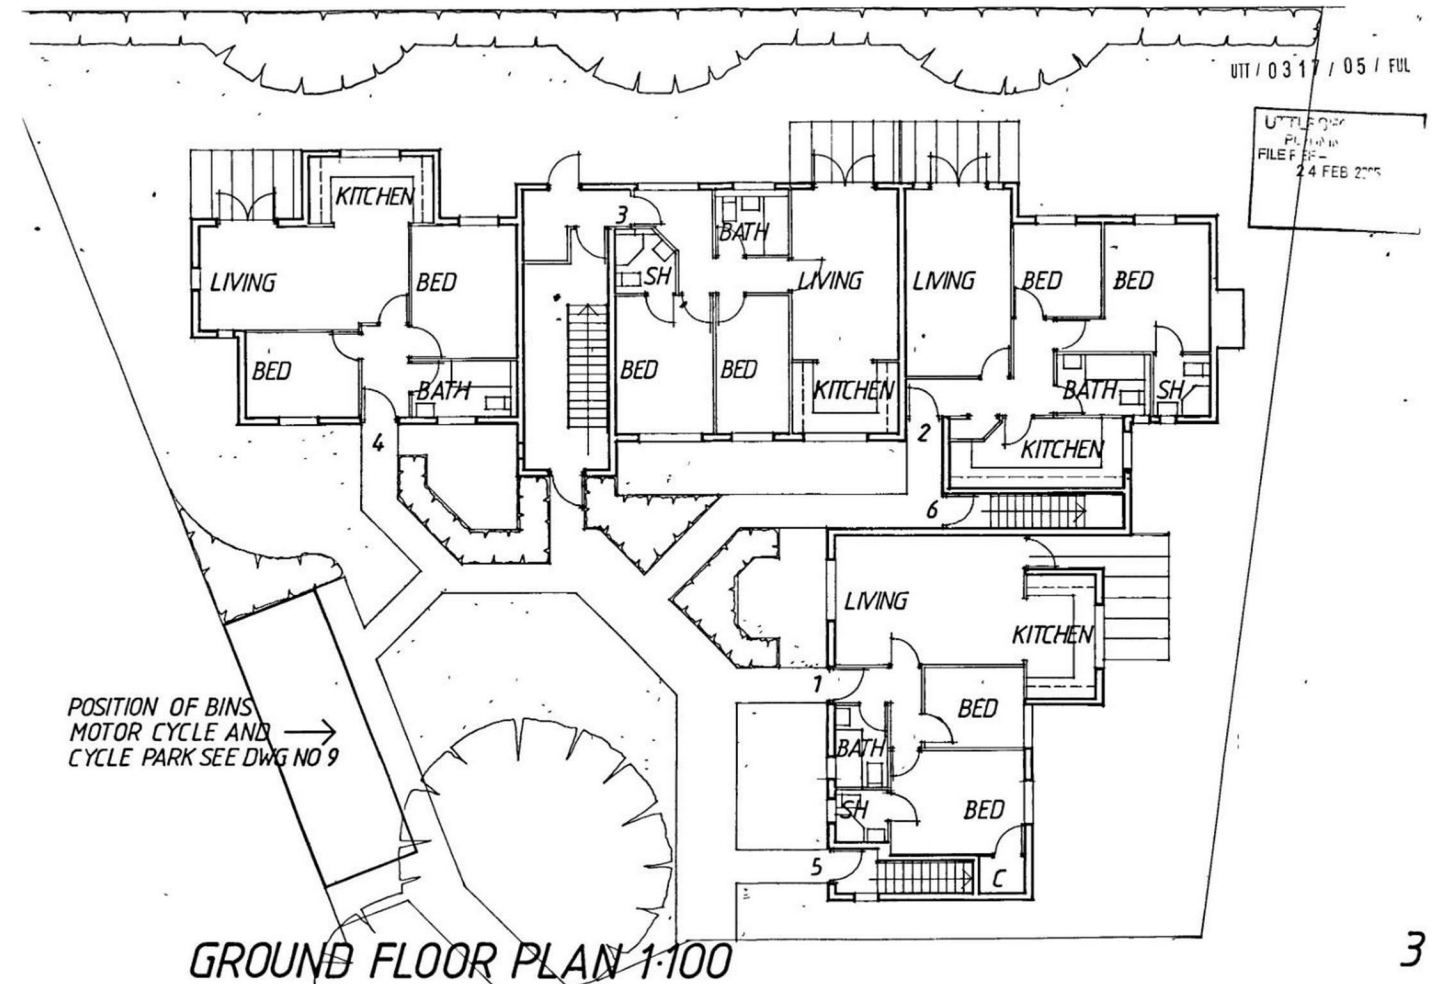 UTT / 0317 / 05 / FUL
24 FEB
KITCHEN
LIVING
BED
BED
BATH
4
3
BATH
SH
LIVING
BED
BED
KITCHEN
LIVING
BED
BED
BATH
SH
2
KITCHEN
6
LIVING
KITCHEN
1
BED
BATH
SH
BED
5
C
POSITION OF BINS
MOTOR CYCLE AND
CYCLE PARK SEE DWG NO 9
GROUND FLOOR PLAN 1:100
3